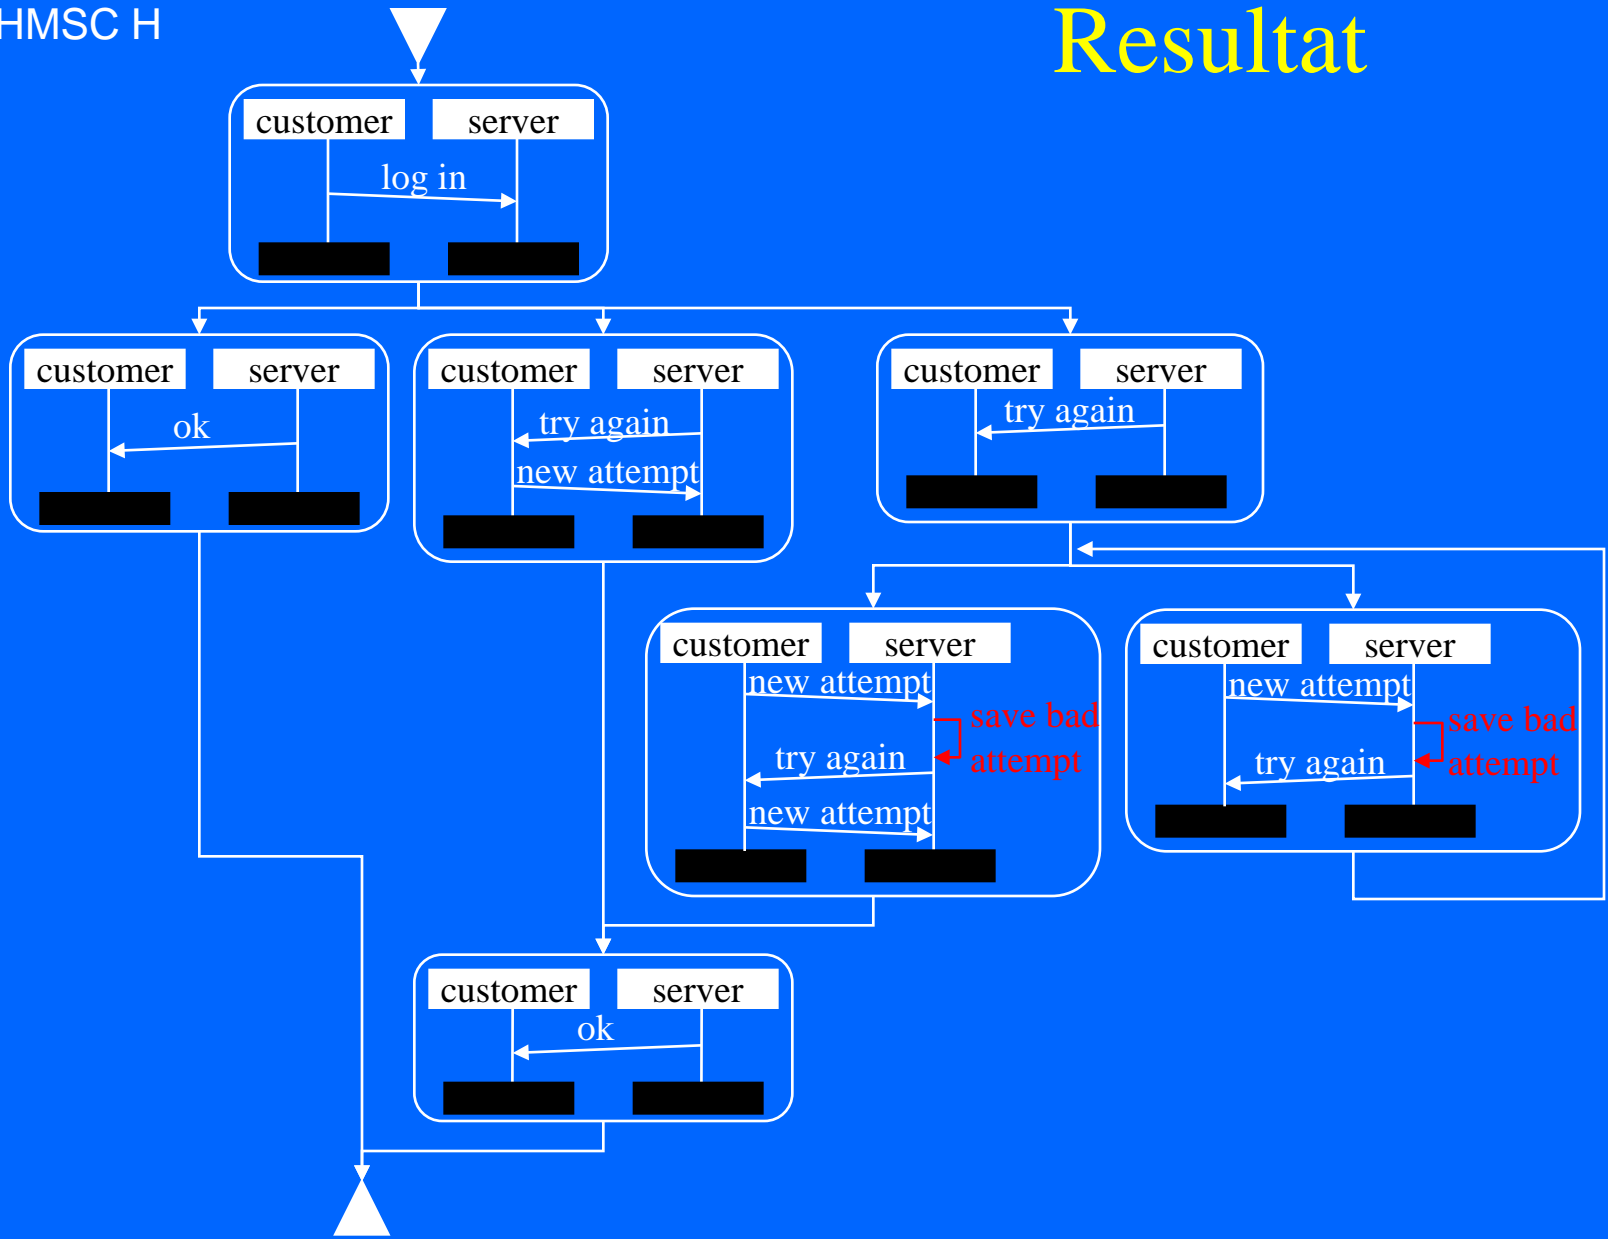 HMSC H
Resultat
customer server
log in
customer server
ok
customer server
try again
new attempt
customer server
try again
customer server
new attempt
save bad
attempt
try again
new attempt
customer server
new attempt
save bad
attempt
try again
customer server
ok